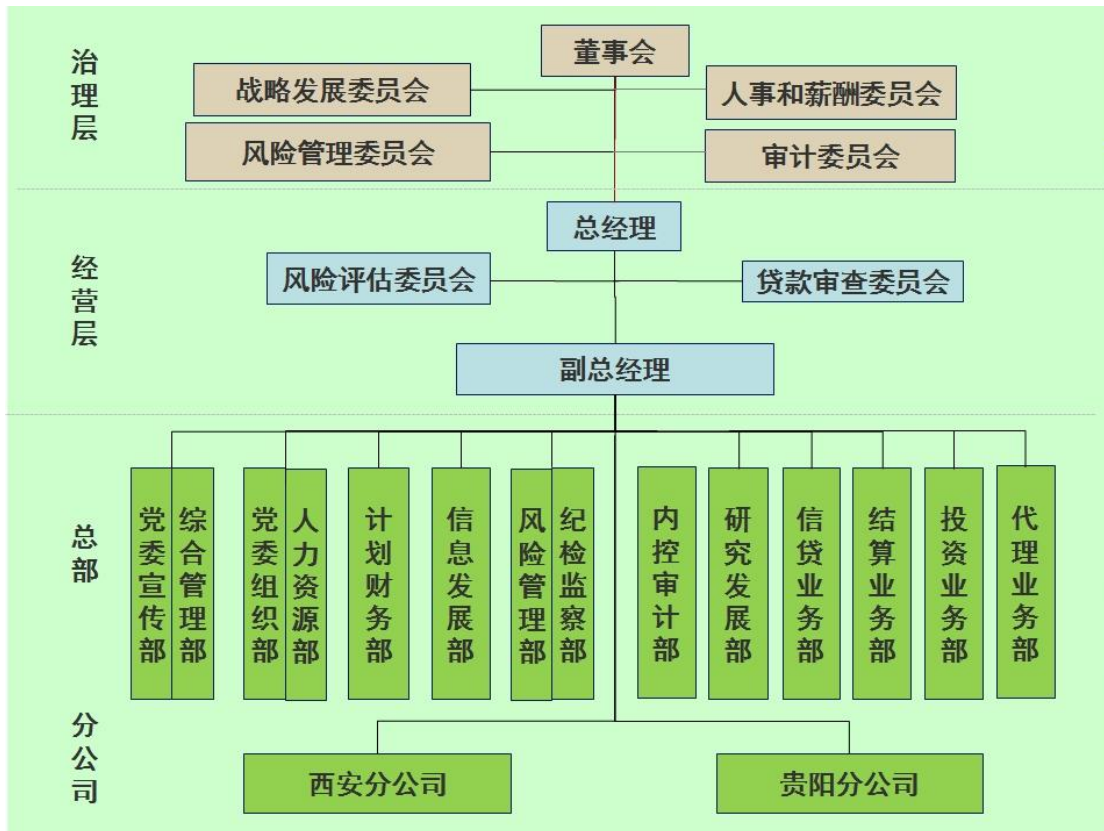 治理层
董事会
战略发展委员会
人事和薪酬委员会
风险管理委员会
审计委员会
经营层
总经理
风险评估委员会
贷款审查委员会
副总经理
总部
党委宣传部
综合管理部
党委组织部
人力资源部
计划财务部
信息发展部
风险管理部
纪检监察部
内控审计部
研究发展部
信贷业务部
结算业务部
投资业务部
代理业务部
分公司
西安分公司
贵阳分公司